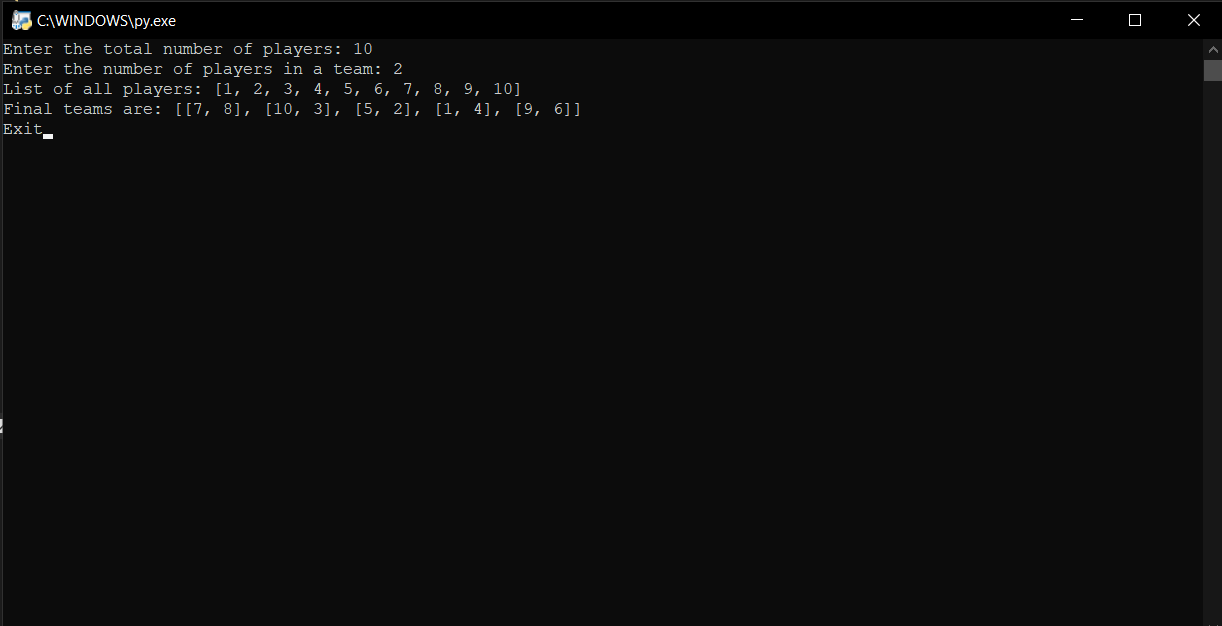 C:\WINDOWS\py.exe
Enter the total number of players: 10
Enter the number of players in a team: 2
List of all players: [1, 2, 3, 4, 5, 6, 7, 8, 9, 10]
Final teams are: [[7, 8], [10, 3], [5, 2], [1, 4], [9, 6]]
Exit